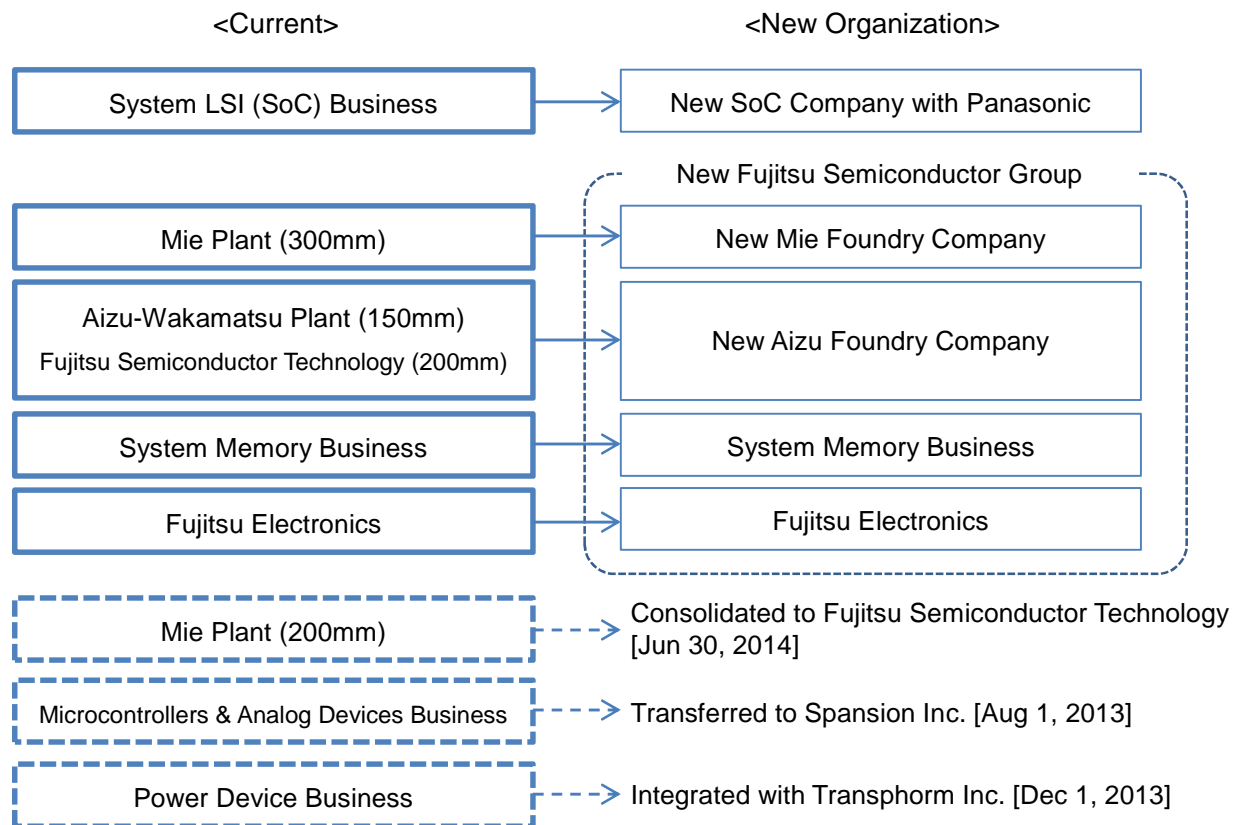 <Current>
<New Organization>
System LSI (SoC) Business
New SoC Company with Panasonic
New Fujitsu Semiconductor Group
Mie Plant (300mm)
New Mie Foundry Company
Aizu-Wakamatsu Plant (150mm)
Fujitsu Semiconductor Technology (200mm)
New Aizu Foundry Company
System Memory Business
System Memory Business
Fujitsu Electronics
Fujitsu Electronics
Mie Plant (200mm)
Consolidated to Fujitsu Semiconductor Technology
[Jun 30, 2014]
Microcontrollers & Analog Devices Business
Transferred to Spansion Inc. [Aug 1, 2013]
Power Device Business
Integrated with Transphorm Inc. [Dec 1, 2013]